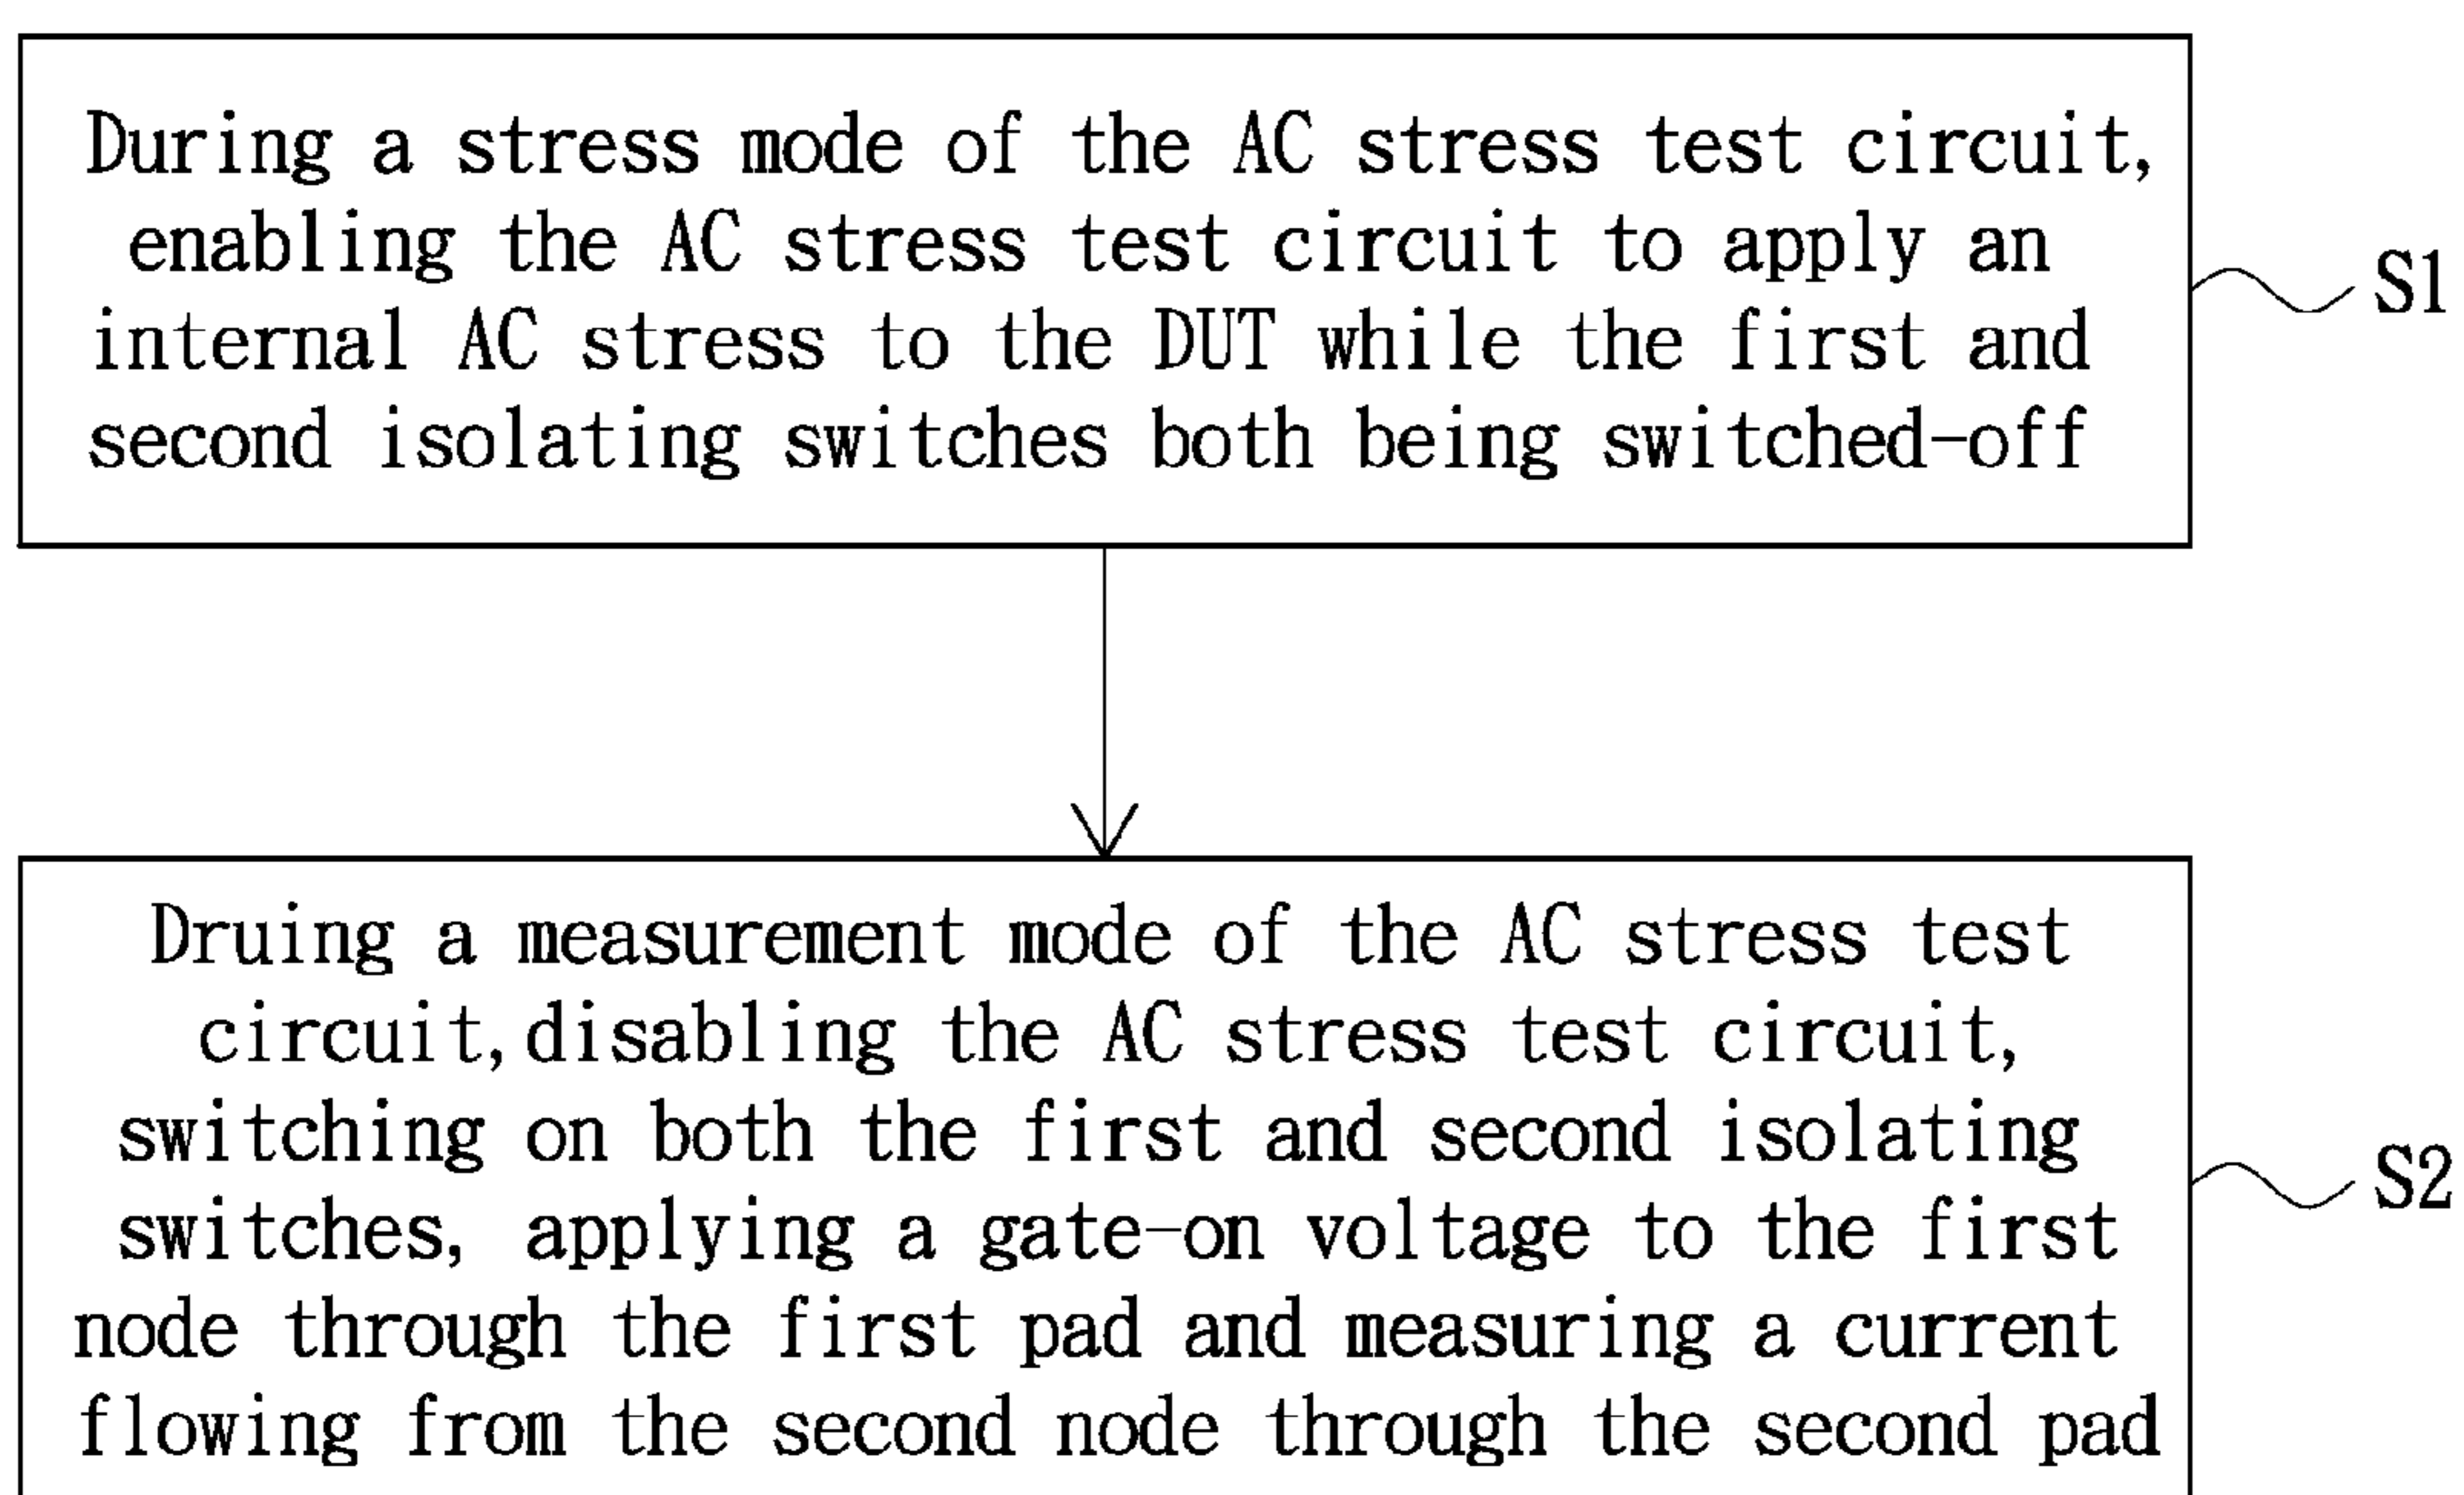 During a stress mode of the AC stress test circuit,
enabling the AC stress test circuit to apply an
internal AC stress to the DUT while the first and
second isolating switches both being switched-off
S1
Druing a measurement mode of the AC stress test
circuit, disabling the AC stress test circuit,
switching on both the first and second isolating
switches, applying a gate-on voltage to the first
node through the first pad and measuring a current
flowing from the second node through the second pad
S2